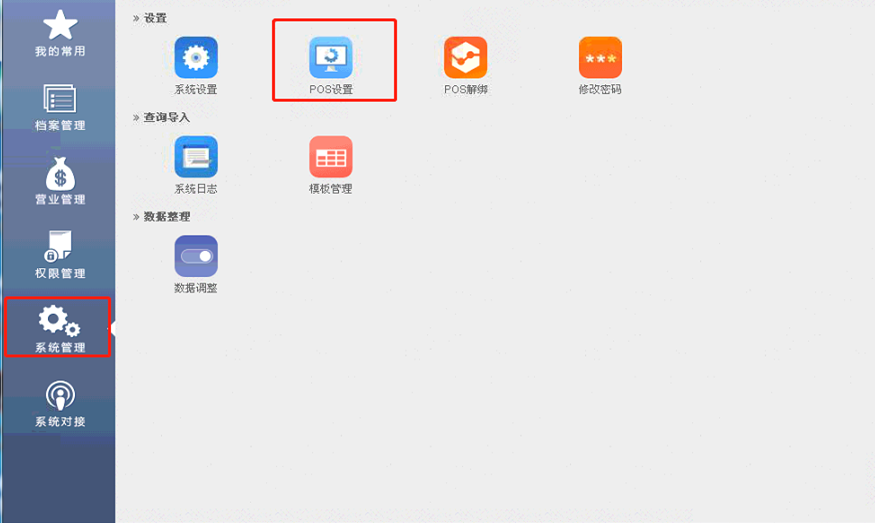 我的常用
档案管理
营业管理
权限管理
系统管理
系统对接
» 设置
系统设置
POS设置
POS解绑
修改密码
» 查询导入
系统日志
模板管理
» 数据整理
数据调整